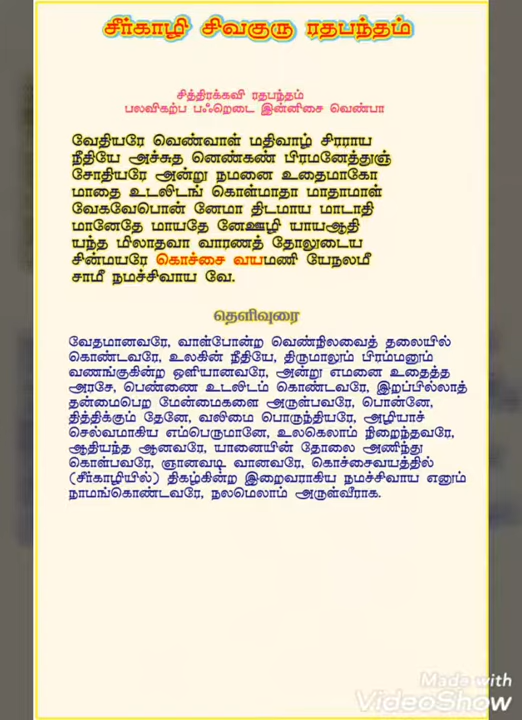 சீர்காழி சிவகுரு ரதபந்தம்
சித்திரக்கவி ரதபந்தம்
பலவிகற்ப பஃறொடை இன்னிசை வெண்பா
வேதியரே வெண்வாள் மதிவாழ் சிரராய
நீதியே அச்சுத னெண்கண் பிரமனேத்துஞ்
சோதியரே அன்று நமனை உதைமாகோ
மாதை உடலிடங் கொள்மாதா மாதாமாள்
வேகவேபொன் னேமா திடமாய மாடாதி
மானேதே மாயதே னேஊழி யாயஆதி
யந்த மிலாதவா வாரணத் தோலுடைய
சின்மயரே கொச்சை வயமணி யேநலமீ
சாமீ நமச்சிவாய வே.
தெளிவுரை
வேதமானவரே, வாள்போன்ற வெண்நிலவைத் தலையில்
கொண்டவரே, உலகின் நீதியே, திருமாலும் பிரம்மனும்
வணங்குகின்ற ஒளியானவரே, அன்று எமனை உதைத்த
அரசே, பெண்ணை உடலிடம் கொண்டவரே, இறப்பில்லாத்
தன்மைபெற மேன்மைகளை அருள்பவரே, பொன்னே,
தித்திக்கும் தேனே, வலிமை பொருந்தியரே, அழியாச்
செல்வமாகிய எம்பெருமானே, உலகெலாம் நிறைந்தவரே,
ஆதியந்த ஆனவரே, யானையின் தோலை அணிந்து
கொள்பவரே, ஞானவடி வானவரே, கொச்சைவயத்தில்
(சீர்காழியில்) திகழ்கின்ற இறைவராகிய நமச்சிவாய எனும்
நாமங்கொண்டவரே, நலமெலாம் அருள்வீராக.
Made with
VideoShow